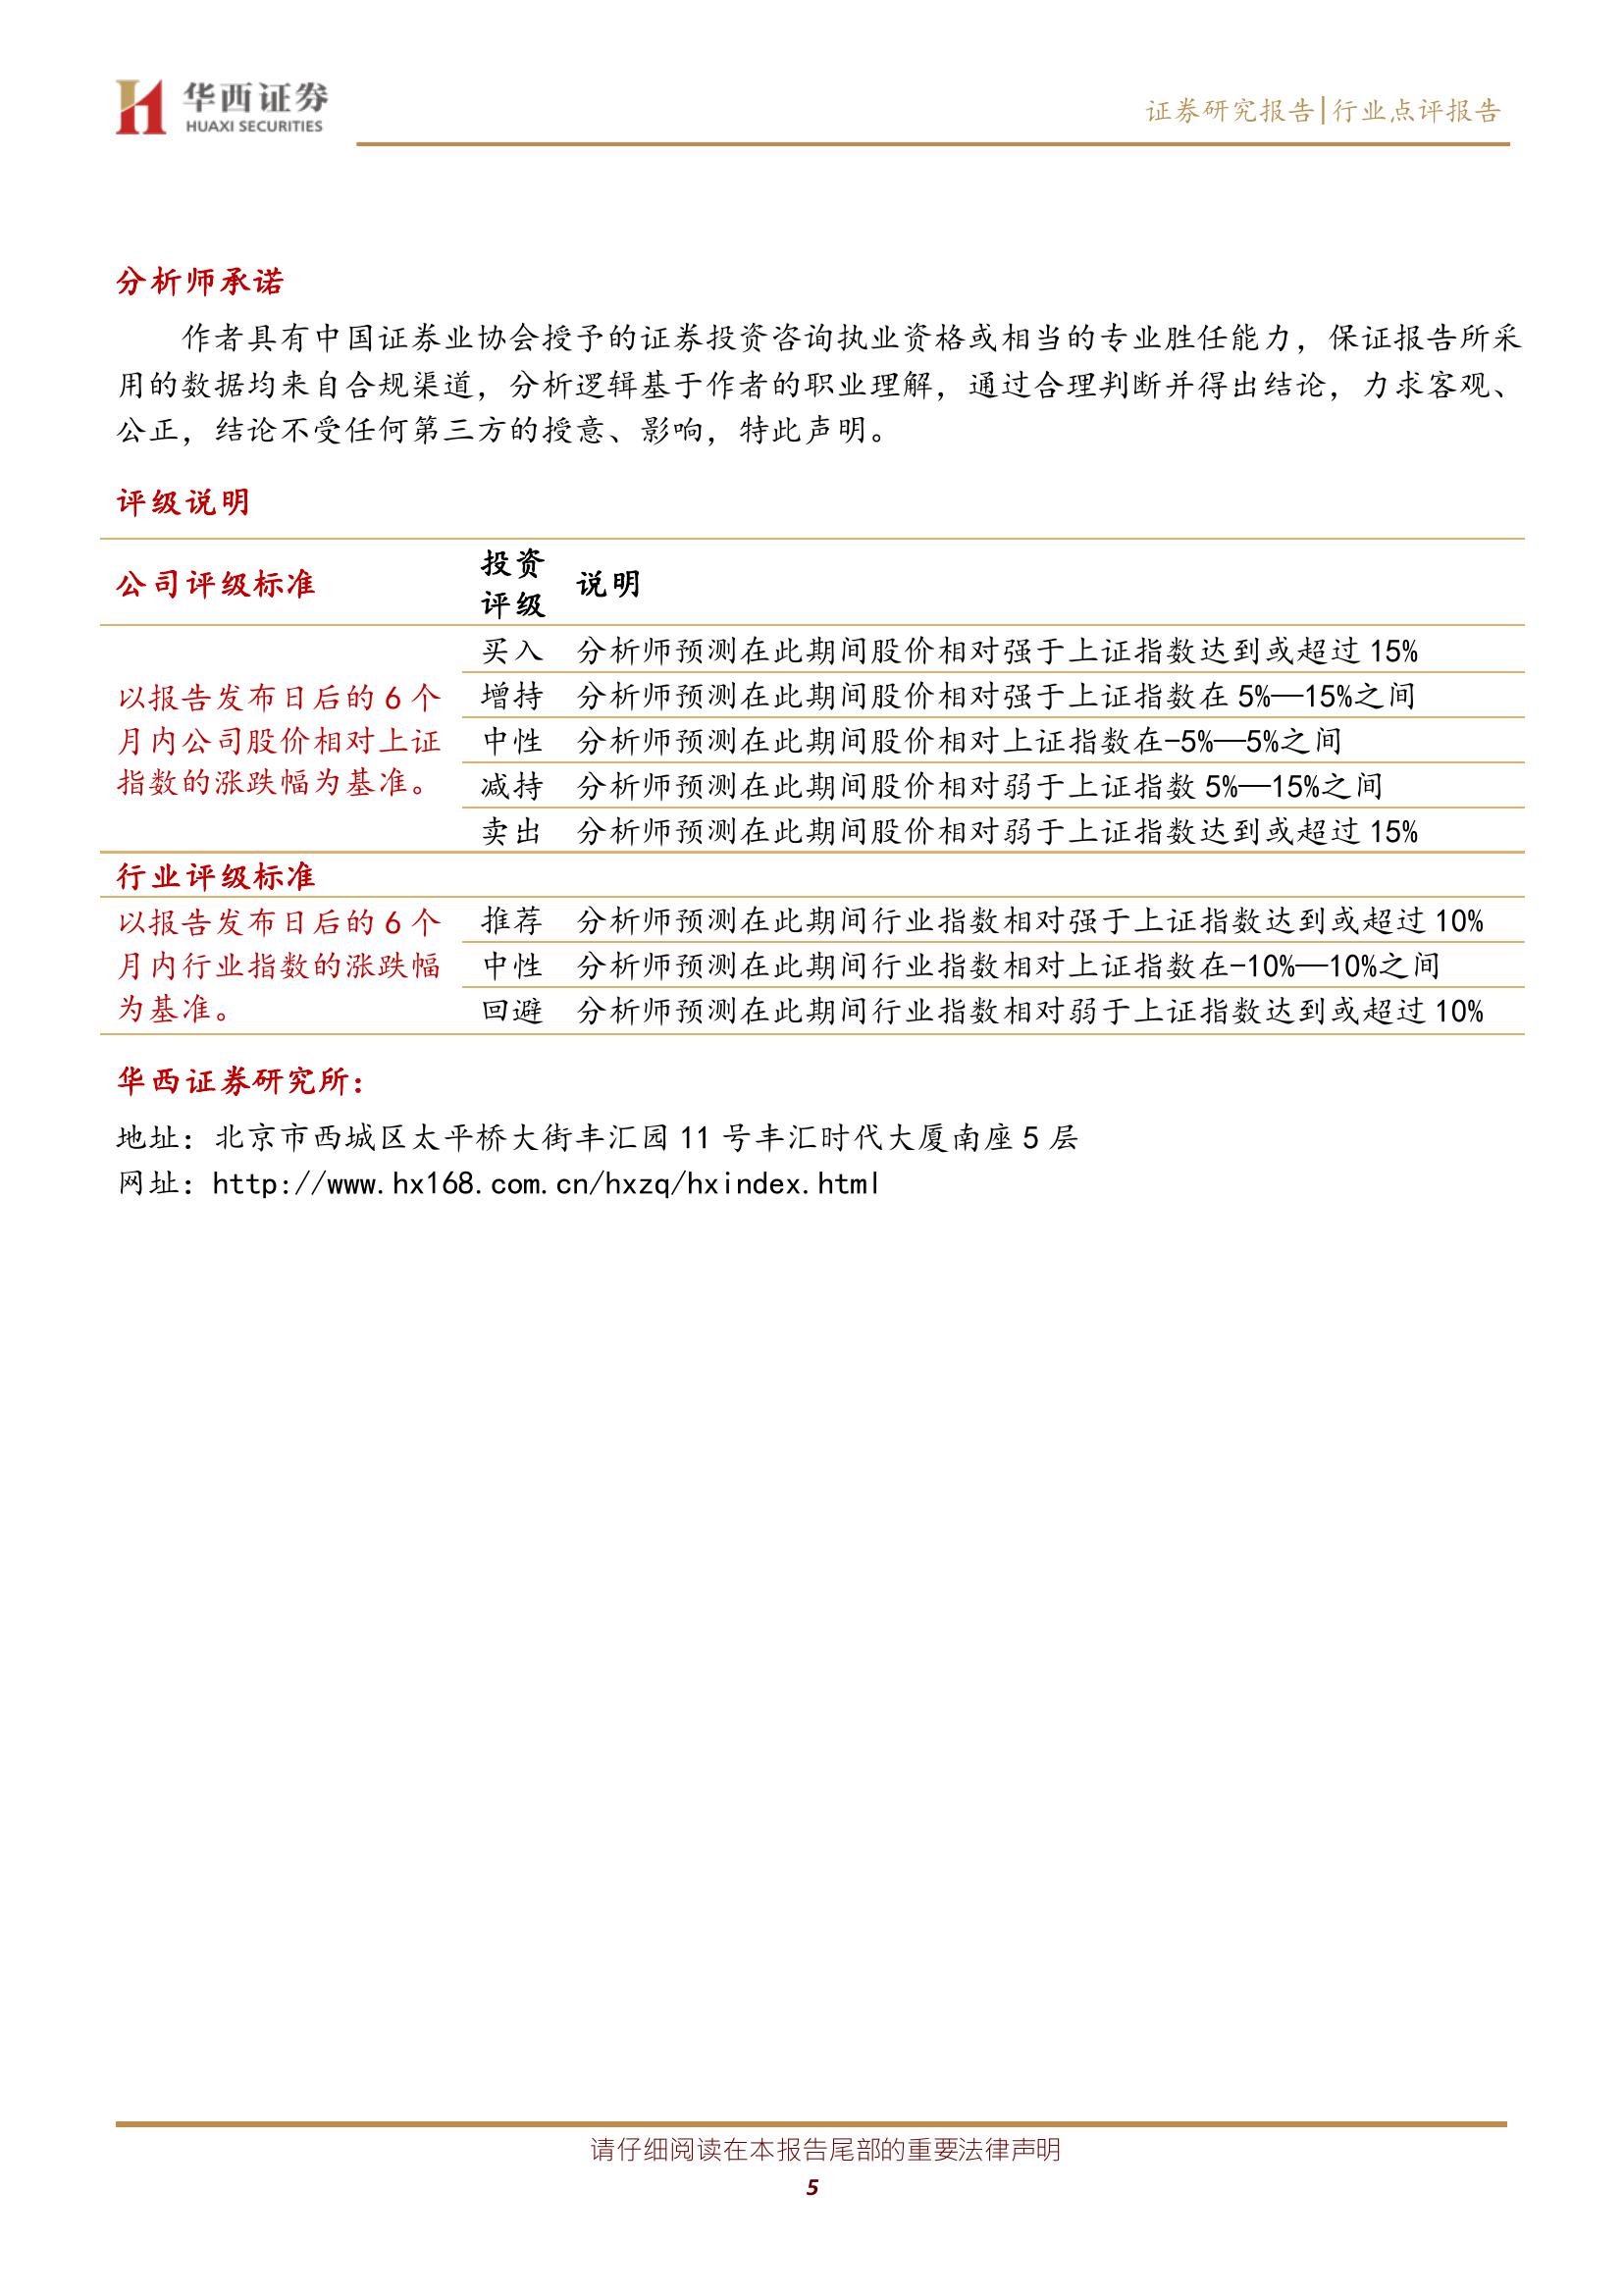 华西证券
HUAXI SECURITIES
证券研究报告|行业点评报告
分析师承诺
作者具有中国证券业协会授予的证券投资咨询执业资格或相当的专业胜任能力，保证报告所采
用的数据均来自合规渠道，分析逻辑基于作者的职业理解，通过合理判断并得出结论，力求客观、
公正，结论不受任何第三方的授意、影响，特此声明。
评级说明
公司评级标准 投资评级 说明
以报告发布日后的 6 个
月内公司股价相对上证
指数的涨跌幅为基准。
买入 分析师预测在此期间股价相对强于上证指数达到或超过 15%
增持 分析师预测在此期间股价相对强于上证指数在 5%—15%之间
中性 分析师预测在此期间股价相对上证指数在-5%—5%之间
减持 分析师预测在此期间股价相对弱于上证指数 5%—15%之间
卖出 分析师预测在此期间股价相对弱于上证指数达到或超过 15%
行业评级标准
以报告发布日后的 6 个
月内行业指数的涨跌幅
为基准。
推荐 分析师预测在此期间行业指数相对强于上证指数达到或超过 10%
中性 分析师预测在此期间行业指数相对上证指数在-10%—10%之间
回避 分析师预测在此期间行业指数相对弱于上证指数达到或超过 10%
华西证券研究所：
地址：北京市西城区太平桥大街丰汇园 11 号丰汇时代大厦南座 5 层
网址：http://www.hx168.com.cn/hxzq/hxindex.html
请仔细阅读在本报告尾部的重要法律声明
5